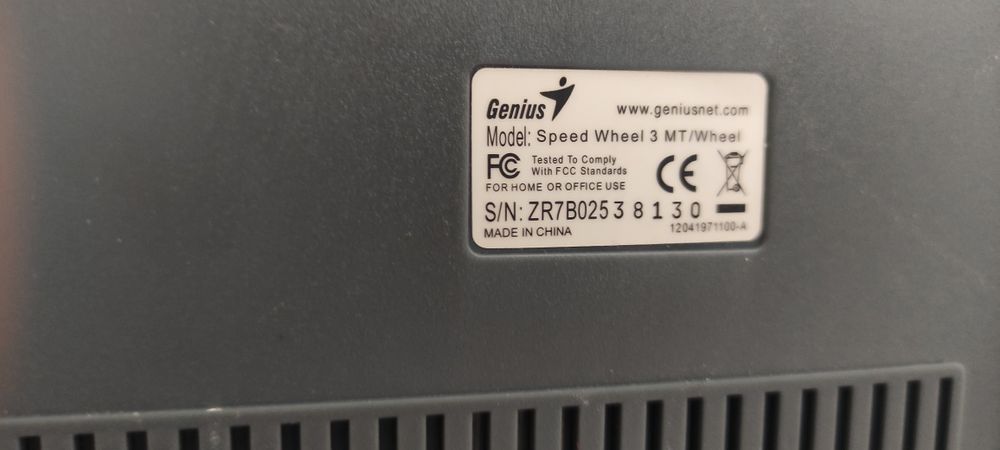 Genius www.geniusnet.com
Model: Speed Wheel 3 MT/Wheel
FC Tested To Comply
With FCC Standards
CE
FOR HOME OR OFFICE USE
S/N: ZR7B02538130
MADE IN CHINA 12041971100-A